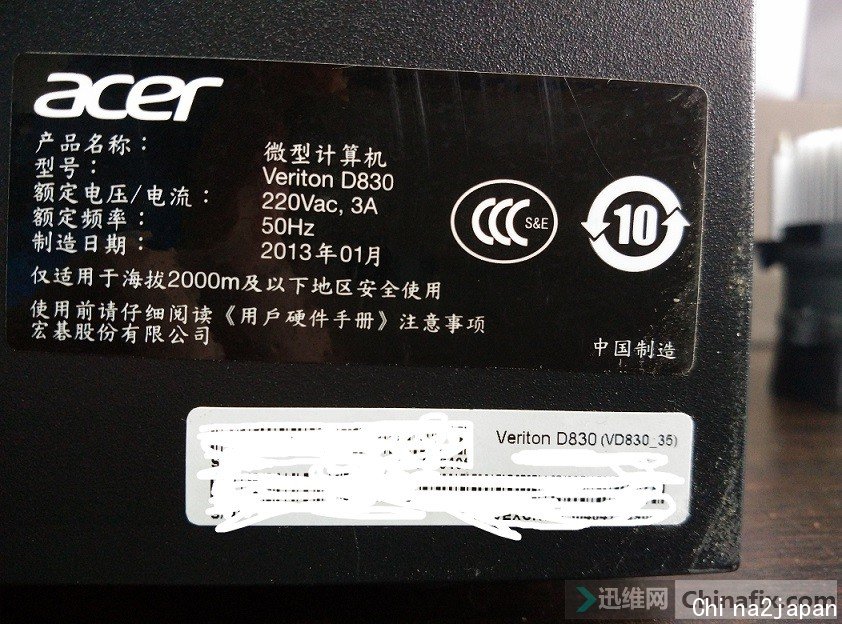 acer
产品名称： 微型计算机
型号： Veriton D830
额定电压/电流： 220Vac, 3A
额定频率： 50Hz
制造日期： 2013年01月
CCC S&E
10
仅适用于海拔2000m及以下地区安全使用
使用前请仔细阅读《用户硬件手册》注意事项
宏碁股份有限公司
中国制造
Veriton D830 (VD830_35)
迅维网 Chinafix.com
Chi na2japan